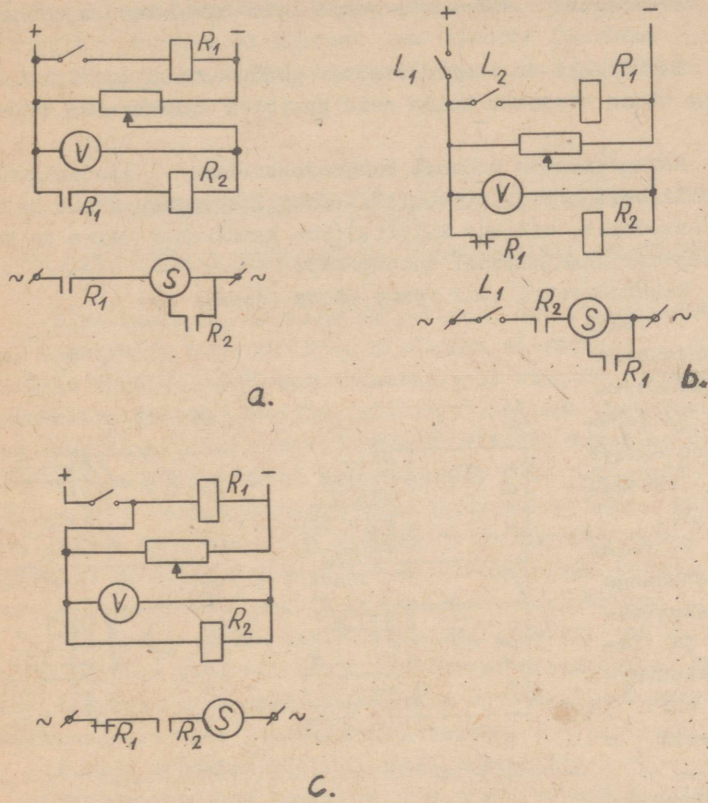 + −
R₁
V
R₂
R₁
~ S ~
R₁
R₂
a.
+ −
L₁ L₂ R₁
V
R₂
R₁
L₁
R₂
~ S ~
R₁
b.
+ −
R₁
V
R₂
~ R₁ R₂ S ~
c.